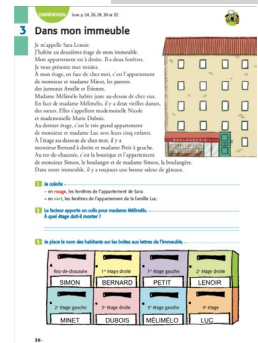 COMPRÉHENSION
Suivi p. 24, 26, 28, 30 et 32
3 Dans mon immeuble
Je m'appelle Sara Lenoir.
J'habite au deuxième étage de mon immeuble.
Mon appartement est à droite. Il a deux fenêtres.
Je vous présente mes voisins.
À mon étage, en face de chez moi, c'est l'appartement
de monsieur et madame Minet, les parents
des jumeaux Amélie et Étienne.
Madame Mélimélo habite juste au-dessus de chez eux.
En face de madame Mélimélo, il y a deux vieilles dames,
des sœurs. Elles s'appellent mademoiselle Nicole
et mademoiselle Marie Dubois.
Au dernier étage, c'est le très grand appartement
de monsieur et madame Luc avec leurs cinq enfants.
À l'étage au-dessous de chez moi, il y a
monsieur Bernard à droite et madame Petit à gauche.
Au rez-de-chaussée, c'est la boutique et l'appartement
de monsieur Simon, le boulanger, et de madame Simon, la boulangère.
Dans notre immeuble, il y a toujours une bonne odeur de gâteaux.
1 Je colorie
– en rouge, les fenêtres de l'appartement de Sara
– en vert, les fenêtres de l'appartement de la famille Luc.
2 Le facteur apporte un colis pour madame Mélimélo.
À quel étage doit-il monter ?
3 Je place le nom des habitants sur les boîtes aux lettres de l'immeuble.
Rez-de-chaussée
1er étage droite
1er étage gauche
2e étage droite
SIMON
BERNARD
PETIT
LENOIR
2e étage gauche
3e étage droite
3e étage gauche
4e étage
MINET
DUBOIS
MÉLIMÉLO
LUC
36